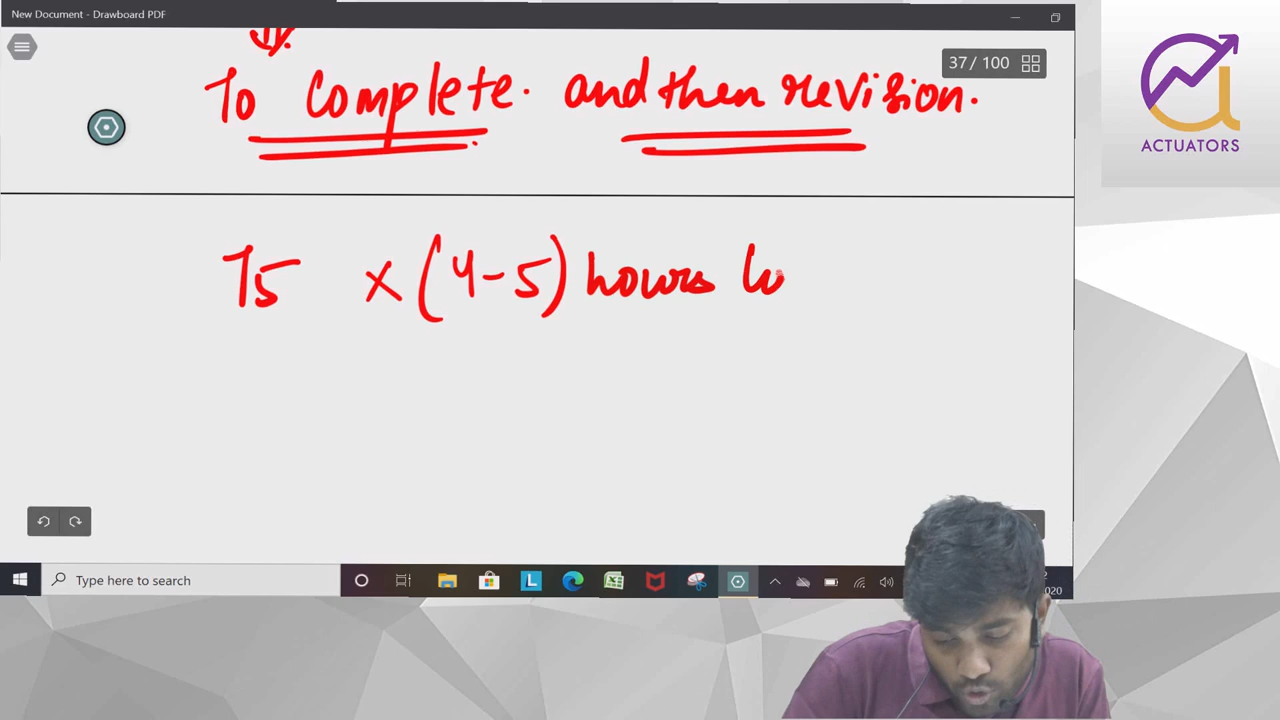 New Document - Drawboard PDF
37 / 100
To complete. and then revision.
ACTUATORS
75 × (4-5) hours
Type here to search